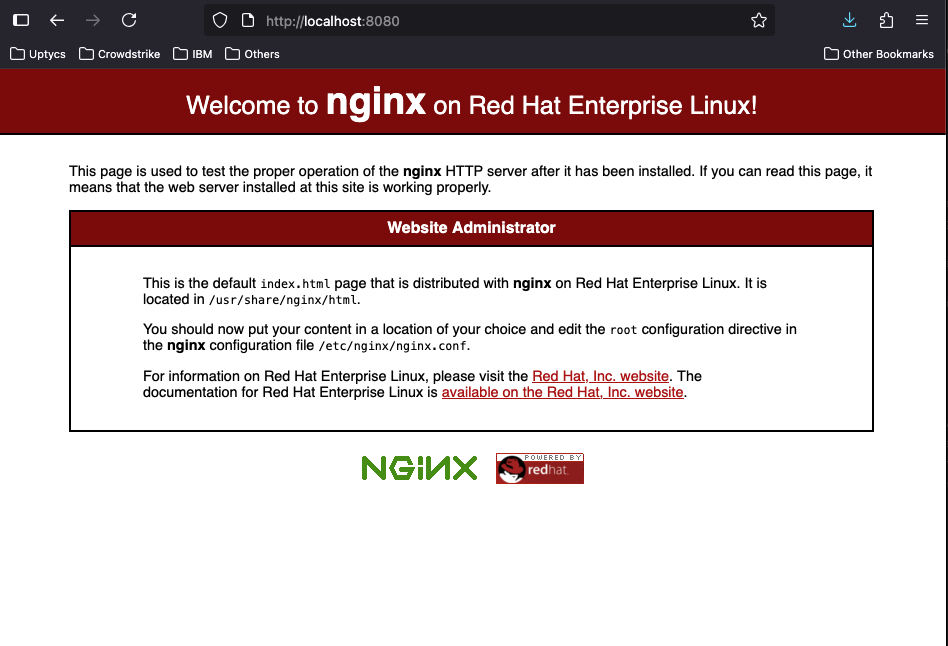 http://localhost:8080
Uptycs Crowdstrike IBM Others Other Bookmarks
Welcome to nginx on Red Hat Enterprise Linux!
This page is used to test the proper operation of the nginx HTTP server after it has been installed. If you can read this page, it
means that the web server installed at this site is working properly.
Website Administrator
This is the default index.html page that is distributed with nginx on Red Hat Enterprise Linux. It is
located in /usr/share/nginx/html.
You should now put your content in a location of your choice and edit the root configuration directive in
the nginx configuration file /etc/nginx/nginx.conf.
For information on Red Hat Enterprise Linux, please visit the Red Hat, Inc. website. The
documentation for Red Hat Enterprise Linux is available on the Red Hat, Inc. website.
NGiNX
POWERED BY
redhat.